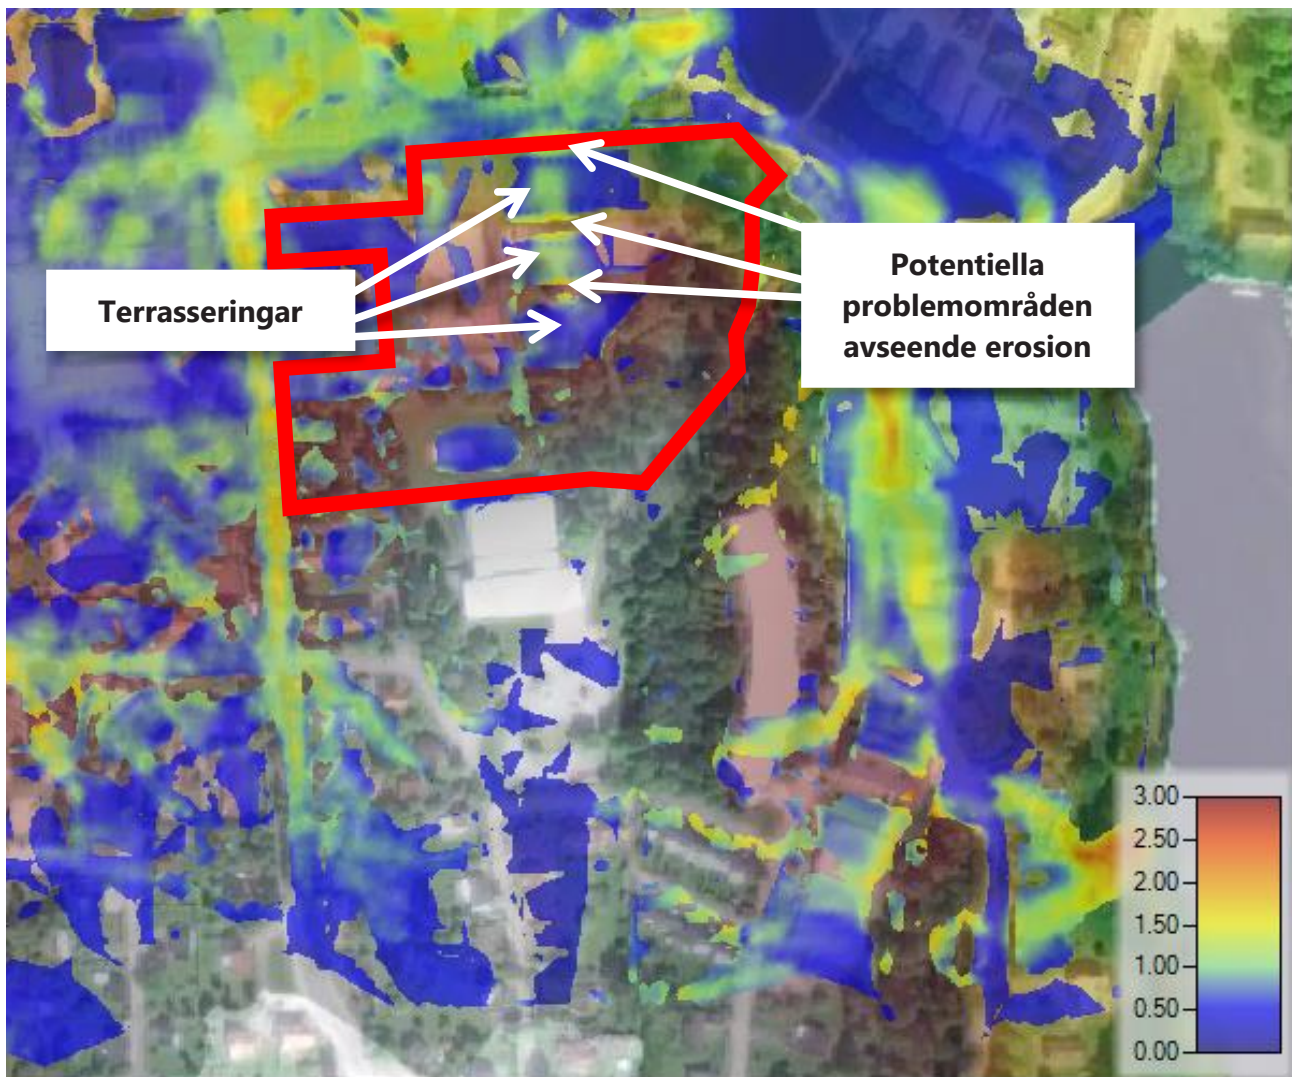 Terrasseringar
Potentiella
problemområden
avseende erosion
3.00
2.50
2.00
1.50
1.00
0.50
0.00